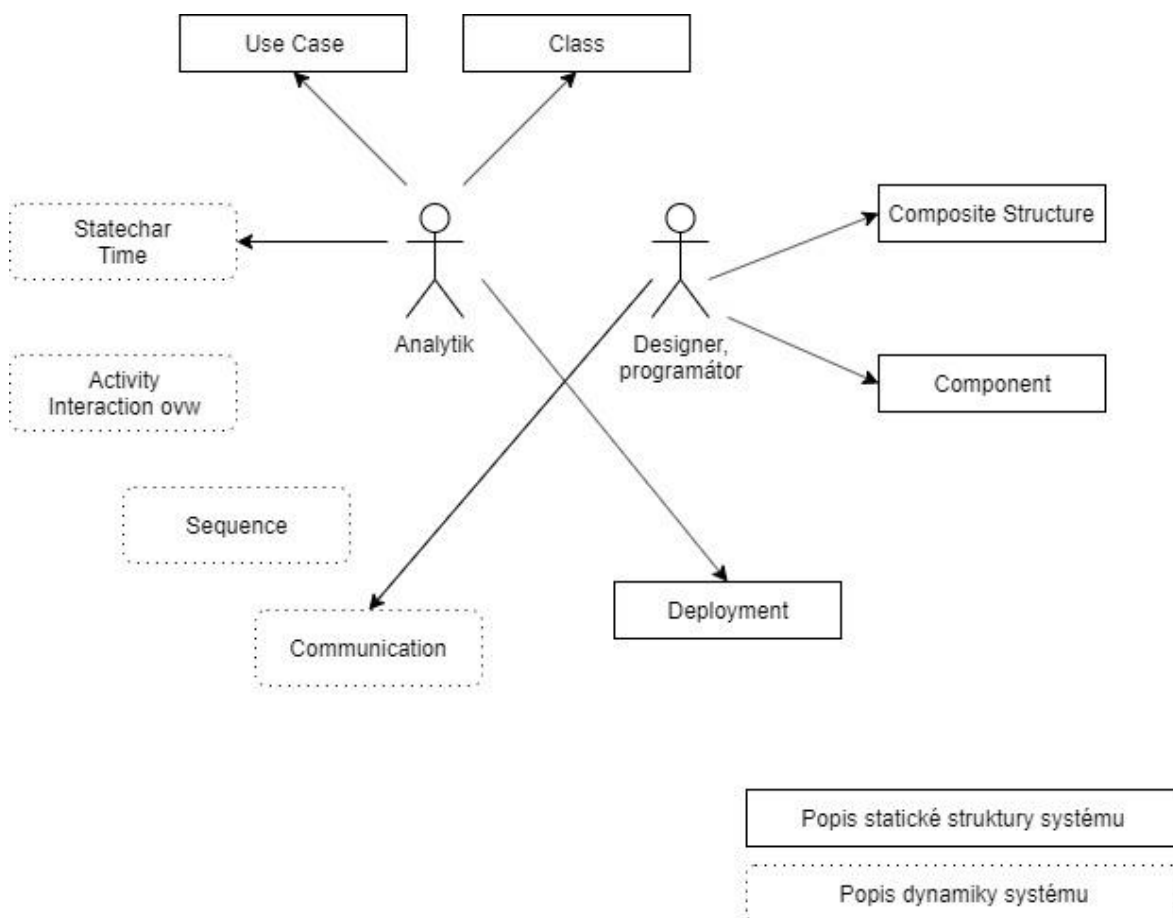 Use Case
Class
Statechar
Time
Composite Structure
Analytik
Designer,
programátor
Activity
Interaction ovw
Component
Sequence
Deployment
Communication
Popis statické struktury systému
Popis dynamiky systému